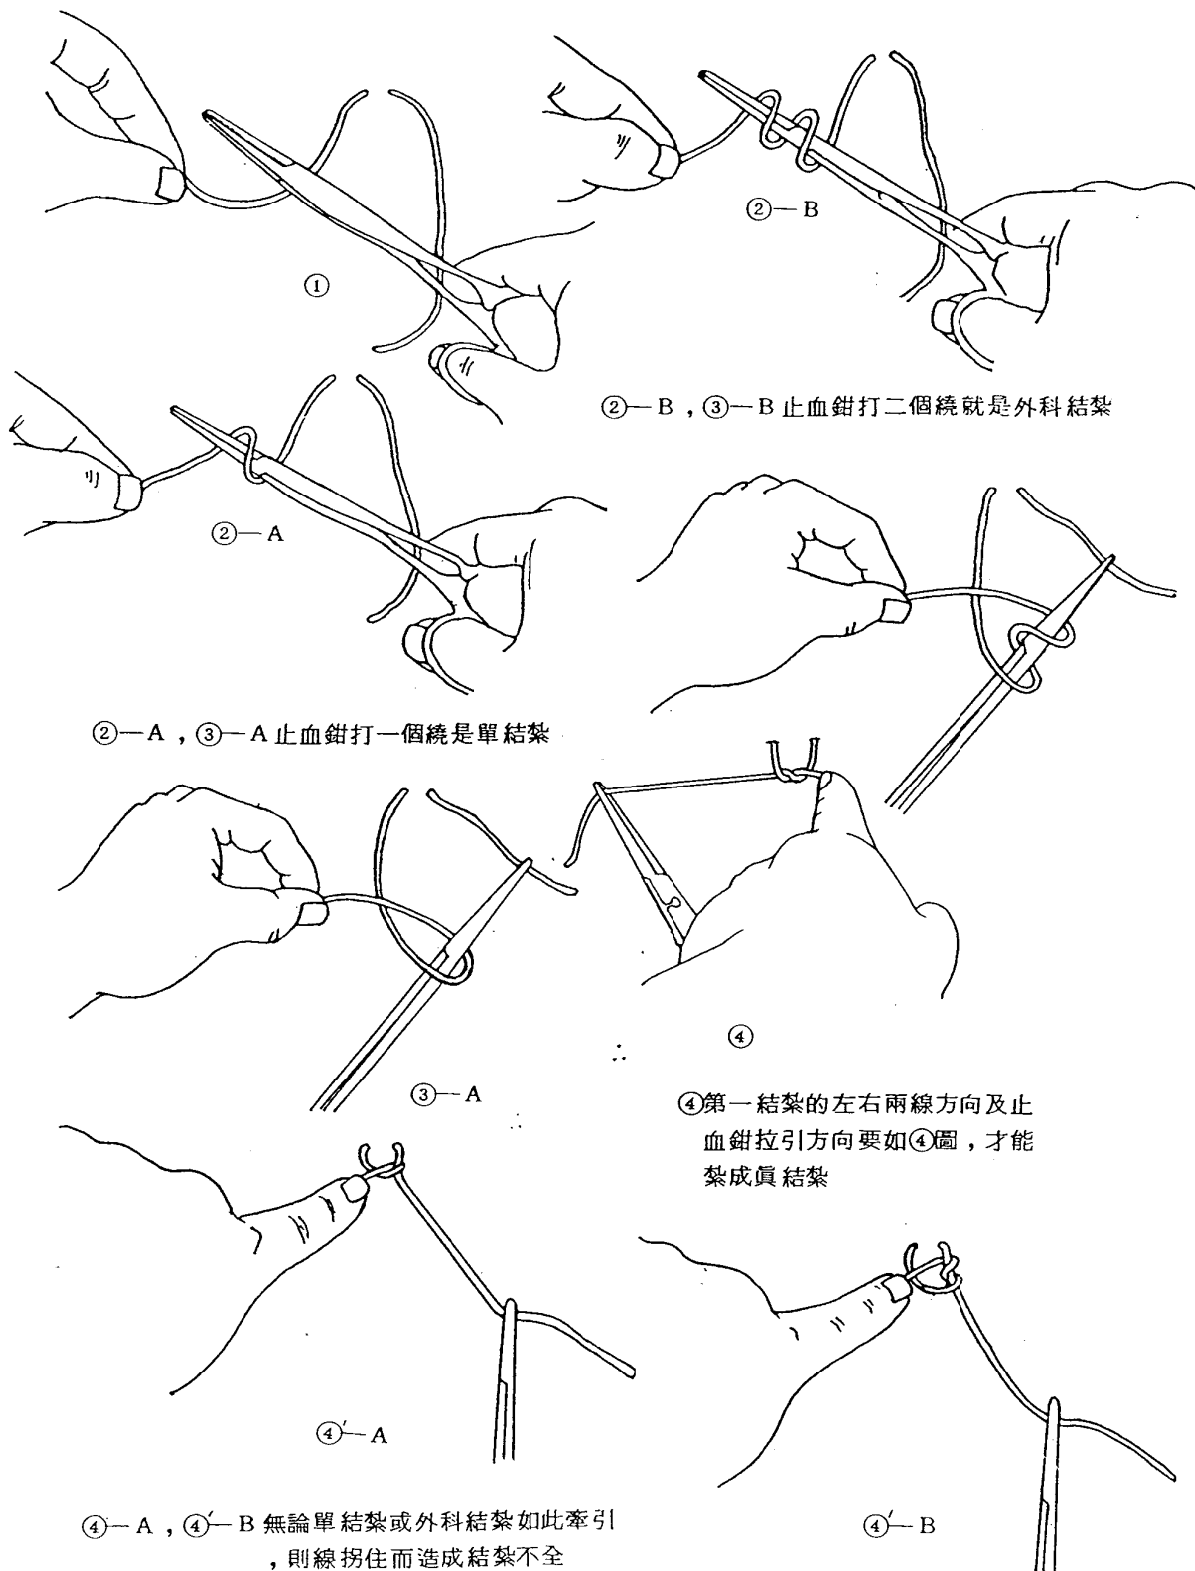 ①
②—B
②—B，③—B 止血鉗打二個繞就是外科結紮
②—A
②—A，③—A 止血鉗打一個繞是單結紮
③—A
④
④第一結紮的左右兩線方向及止
血鉗拉引方向要如④圖，才能
紮成眞結紮
④′—A
④′—B
④—A，④′—B 無論單結紮或外科結紮如此牽引
，則線拐住而造成結紮不全